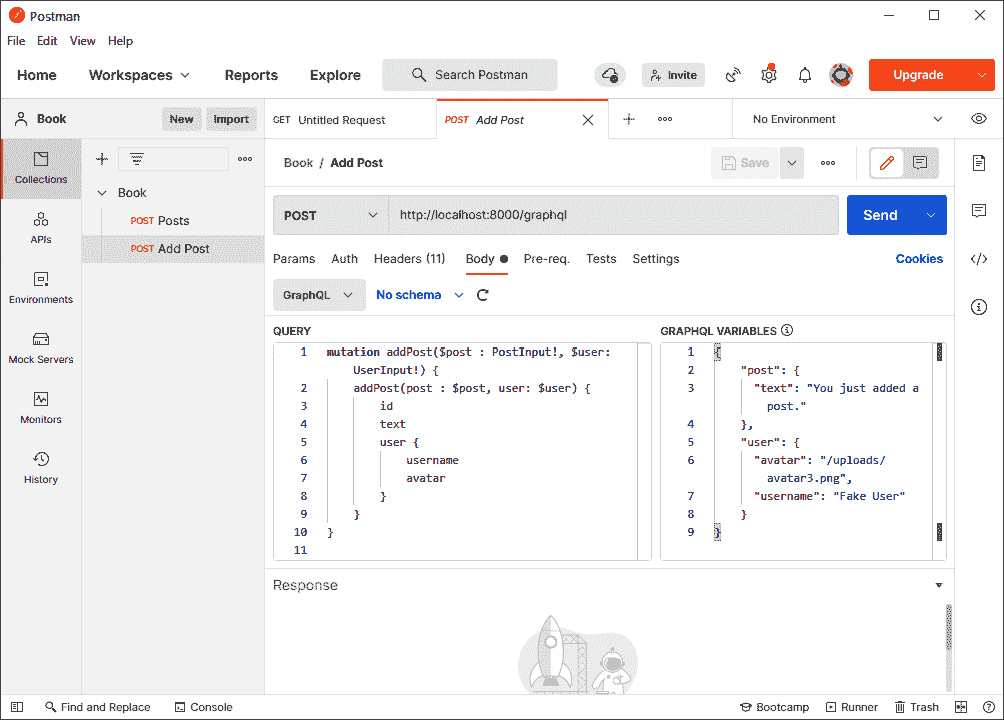 Postman
File Edit View Help
Home Workspaces Reports Explore Search Postman Invite Upgrade
Book New Import GET Untitled Request POST Add Post No Environment
Book / Add Post Save
Collections
Book
POST Posts
POST Add Post
APIs
Environments
Mock Servers
Monitors
History
POST http://localhost:8000/graphql Send
Params Auth Headers (11) Body Pre-req. Tests Settings Cookies
GraphQL No schema
QUERY
1 mutation addPost($post : PostInput!, $user:
UserInput!) {
2 addPost(post : $post, user: $user) {
3 id
4 text
5 user {
6 username
7 avatar
8 }
9 }
10 }
11
GRAPHQL VARIABLES
1 {
2 "post": {
3 "text": "You just added a
post."
4 },
5 "user": {
6 "avatar": "/uploads/
avatar3.png",
7 "username": "Fake User"
8 }
9 }
Response
Find and Replace Console Bootcamp Runner Trash